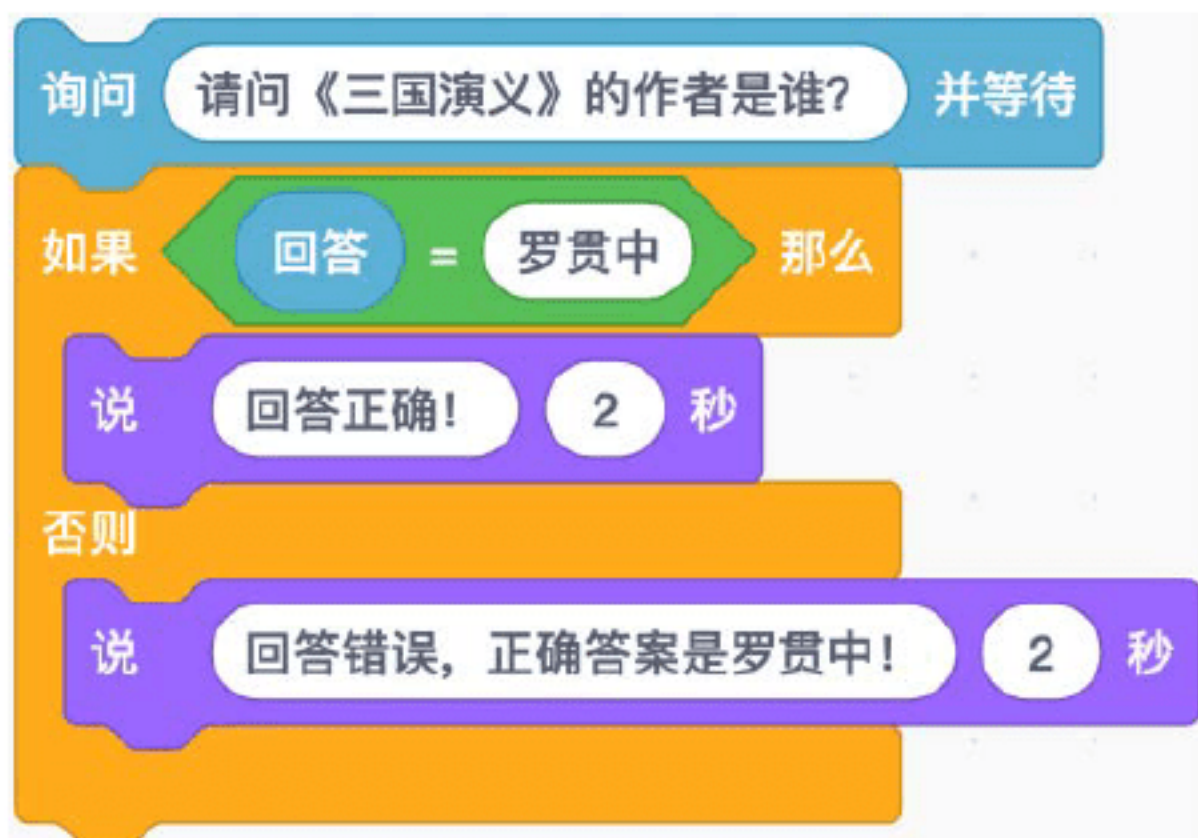 询问 请问《三国演义》的作者是谁? 并等待
如果 回答 = 罗贯中 那么
说 回答正确! 2 秒
否则
说 回答错误，正确答案是罗贯中! 2 秒